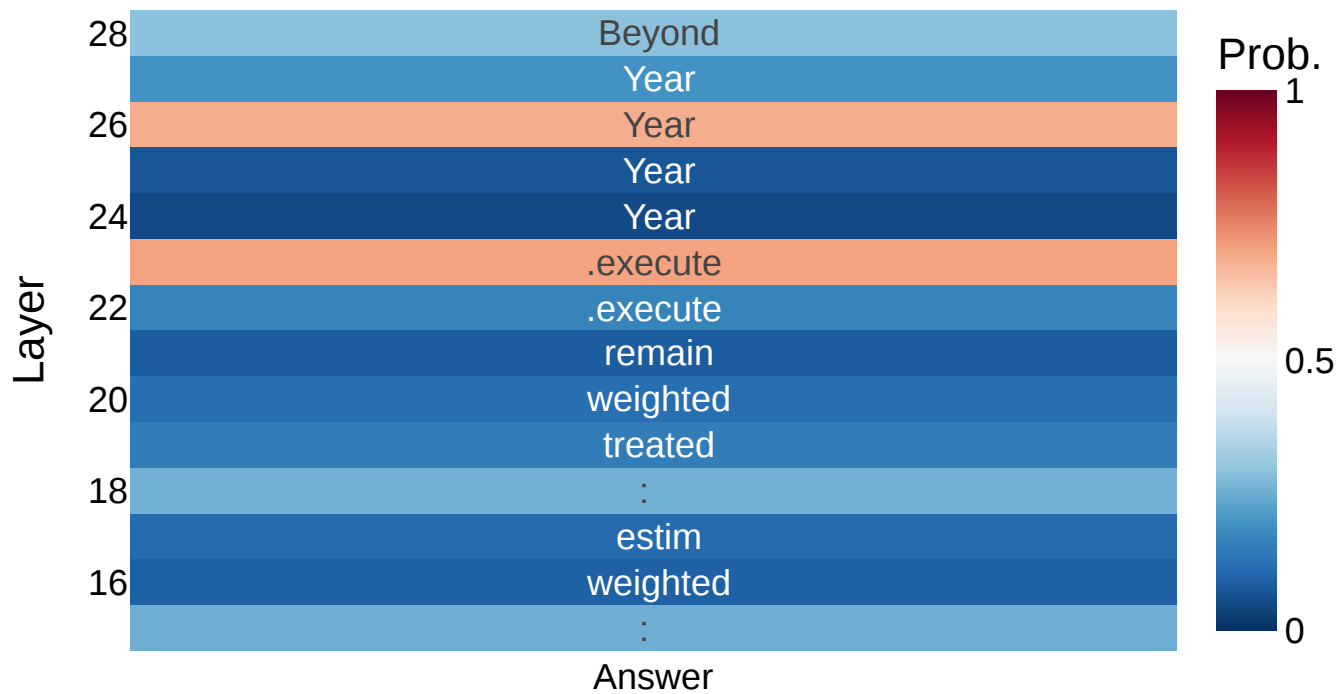 28 Beyond
Year
26 Year
Year
24 Year
.execute
22 .execute
remain
20 weighted
treated
18 :
estim
16 weighted
:
Answer
Layer
Prob.
1
0.5
0